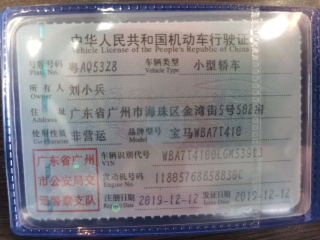 中华人民共和国机动车行驶证
Vehicle License of the People's Republic of China
号牌号码 粤AQ5328 车辆类型 小型轿车
Plate No. Vehicle Type
所有人 刘小兵
Owner
住址 广东省广州市海珠区金湾街5号502房
使用性质 非营运 品牌型号 宝马WBA7T410
广东省广州
市公安局交
通警察支队
车辆识别代号
VIN
发动机号码
Engine No.
注册日期 2019-12-12 发证日期 2019-12-12
Register Date Issue Date